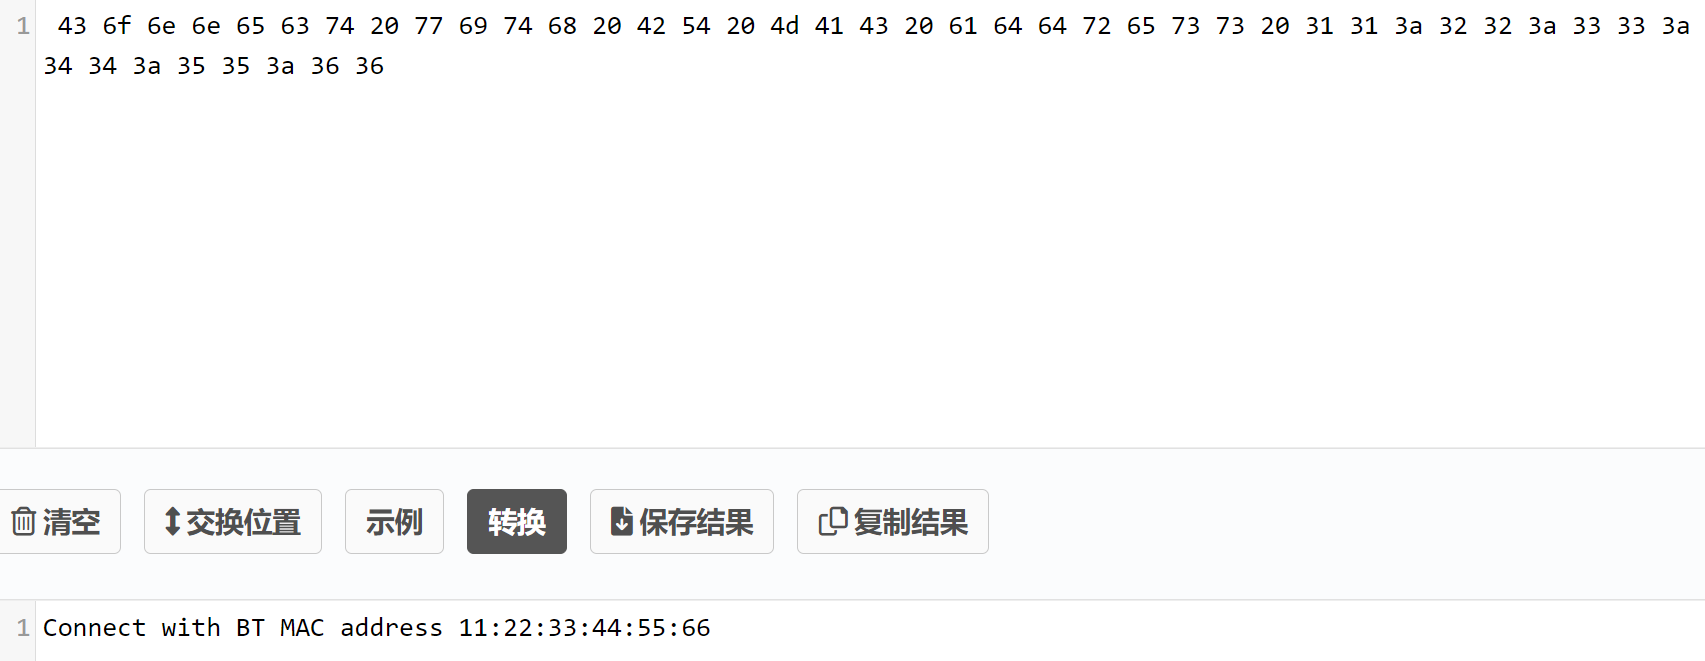 1 43 6f 6e 6e 65 63 74 20 77 69 74 68 20 42 54 20 4d 41 43 20 61 64 64 72 65 73 73 20 31 31 3a 32 32 3a 33 33 3a
34 34 3a 35 35 3a 36 36
清空 交换位置 示例 转换 保存结果 复制结果
1 Connect with BT MAC address 11:22:33:44:55:66